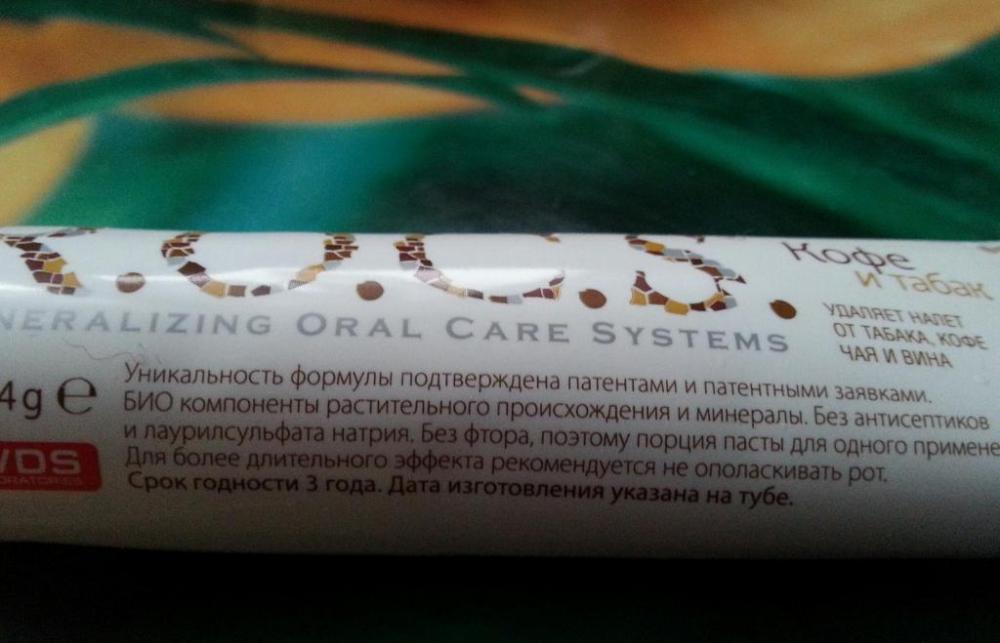 R.O.C.S.
NERALIZING ORAL CARE SYSTEMS
Кофе
и табак
УДАЛЯЕТ НАЛЕТ
ОТ ТАБАКА, КОФЕ
ЧАЯ И ВИНА
4g e
Уникальность формулы подтверждена патентами и патентными заявками.
БИО компоненты растительного происхождения и минералы. Без антисептиков
и лаурилсульфата натрия. Без фтора, поэтому порция пасты для одного примене
Для более длительного эффекта рекомендуется не ополаскивать рот.
Срок годности 3 года. Дата изготовления указана на тубе.
WDS
ORATORIES